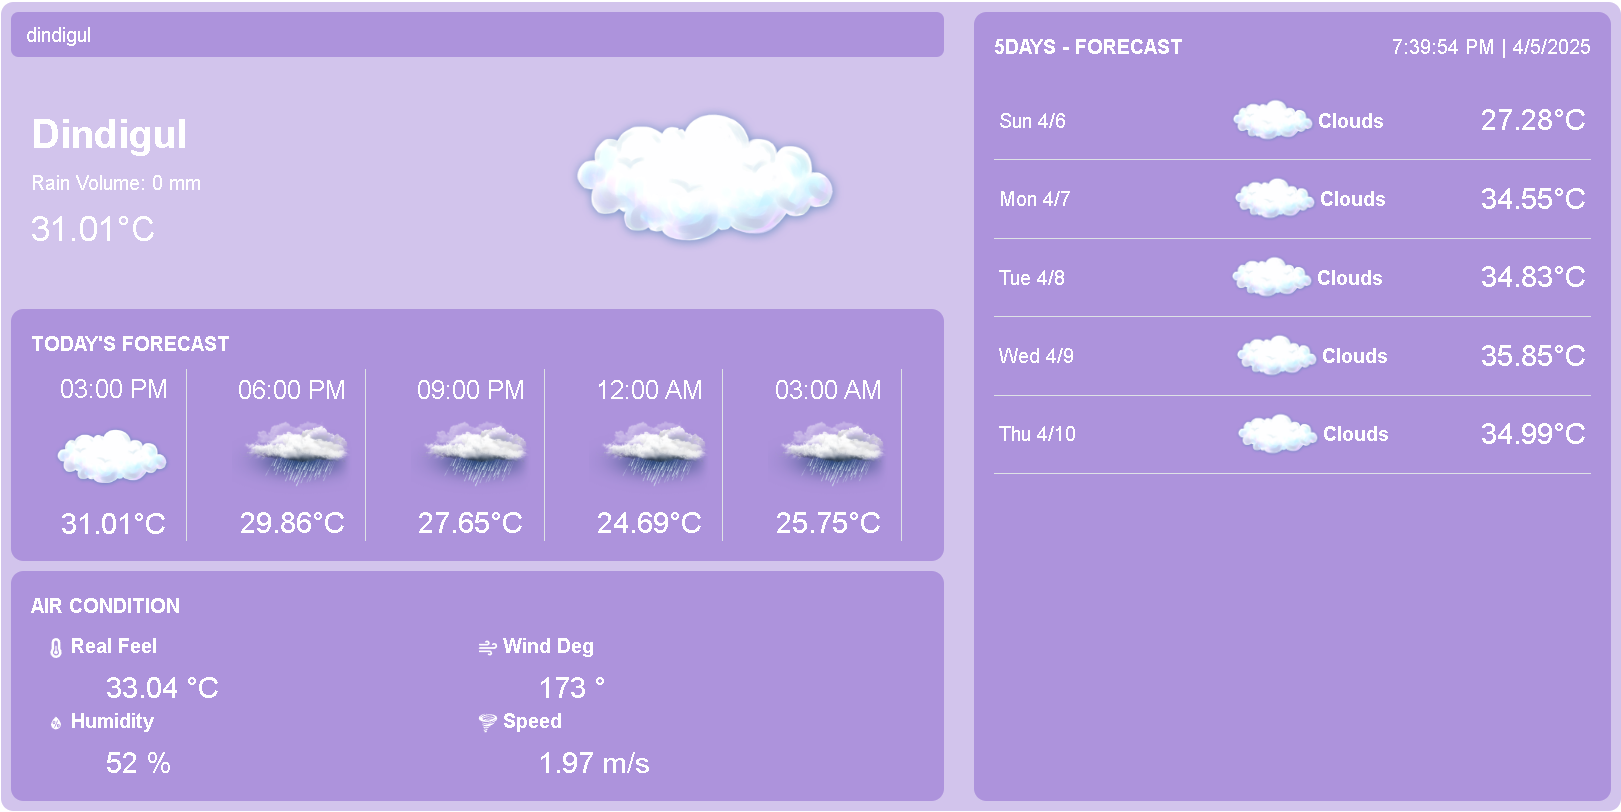 dindigul
Dindigul
Rain Volume: 0 mm
31.01°C
TODAY'S FORECAST
03:00 PM
31.01°C
06:00 PM
29.86°C
09:00 PM
27.65°C
12:00 AM
24.69°C
03:00 AM
25.75°C
AIR CONDITION
Real Feel
33.04 °C
Wind Deg
173 °
Humidity
52 %
Speed
1.97 m/s
5DAYS - FORECAST 7:39:54 PM | 4/5/2025
Sun 4/6 Clouds 27.28°C
Mon 4/7 Clouds 34.55°C
Tue 4/8 Clouds 34.83°C
Wed 4/9 Clouds 35.85°C
Thu 4/10 Clouds 34.99°C